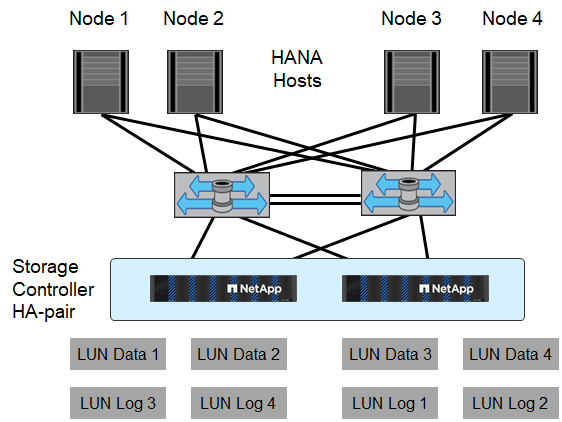 Node 1
Node 2
Node 3
Node 4
HANA
Hosts
Storage
Controller
HA-pair
NetApp
NetApp
LUN Data 1
LUN Data 2
LUN Data 3
LUN Data 4
LUN Log 3
LUN Log 4
LUN Log 1
LUN Log 2